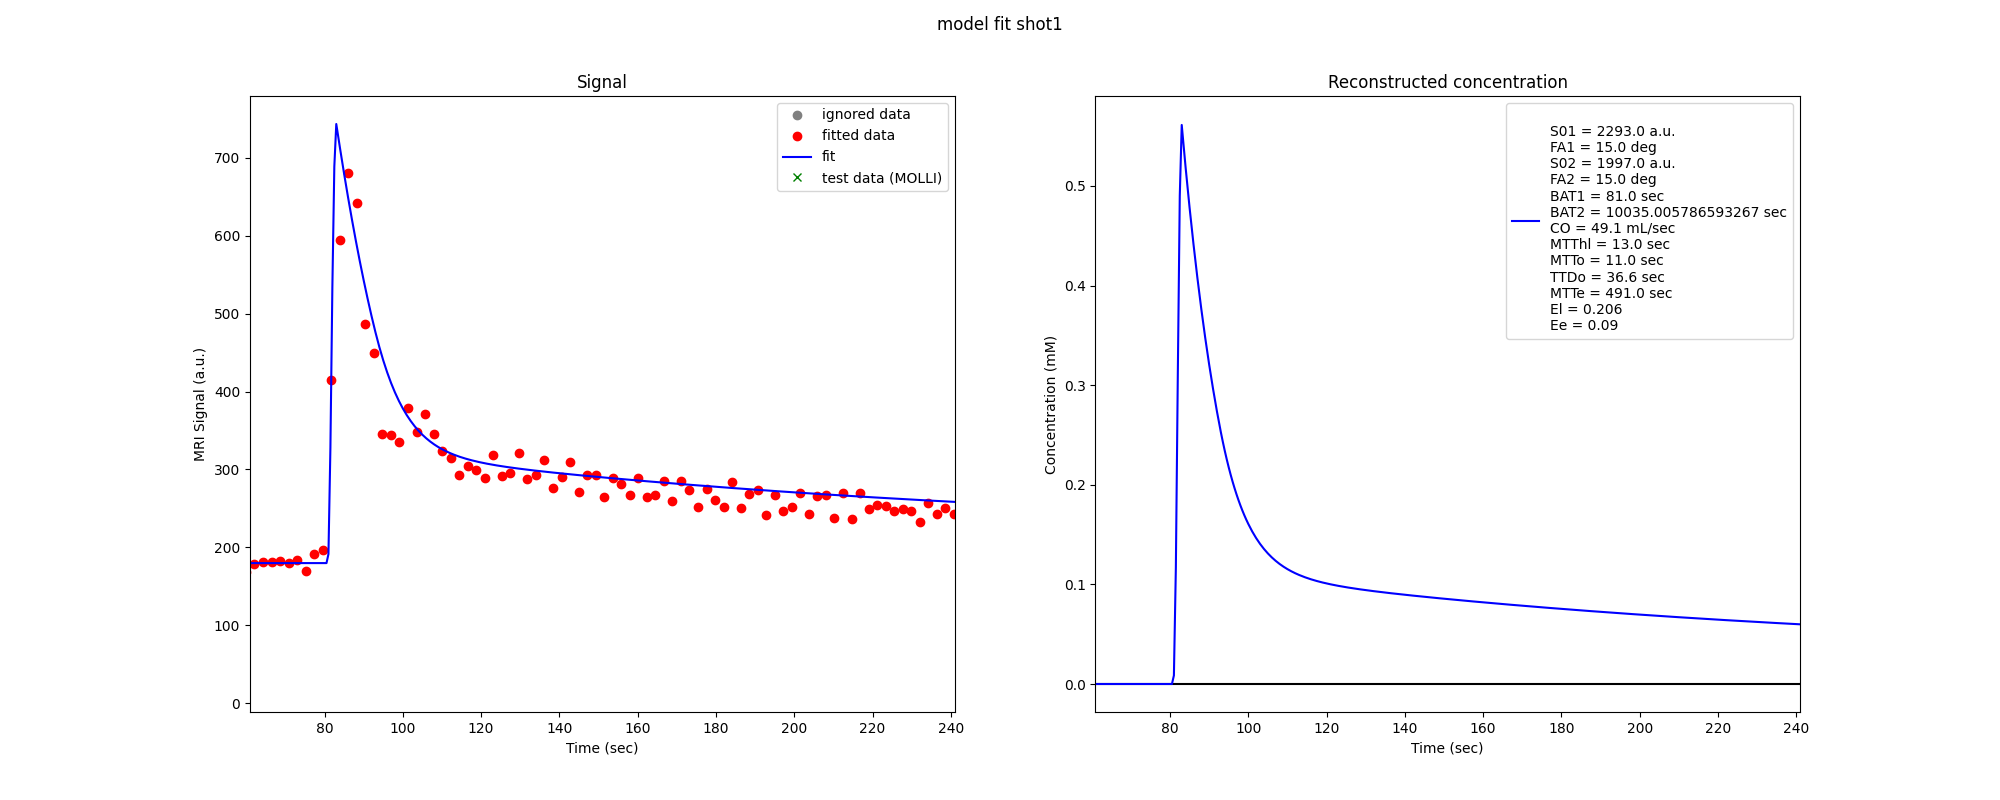 model fit shot1
Signal
MRI Signal (a.u.)
700
600
500
400
300
200
100
0
ignored data
fitted data
fit
test data (MOLLI)
80 100 120 140 160 180 200 220 240
Time (sec)
Reconstructed concentration
Concentration (mM)
0.5
0.4
0.3
0.2
0.1
0.0
S01 = 2293.0 a.u.
FA1 = 15.0 deg
S02 = 1997.0 a.u.
FA2 = 15.0 deg
BAT1 = 81.0 sec
BAT2 = 10035.005786593267 sec
CO = 49.1 mL/sec
MTThl = 13.0 sec
MTTo = 11.0 sec
TTDo = 36.6 sec
MTTe = 491.0 sec
El = 0.206
Ee = 0.09
80 100 120 140 160 180 200 220 240
Time (sec)